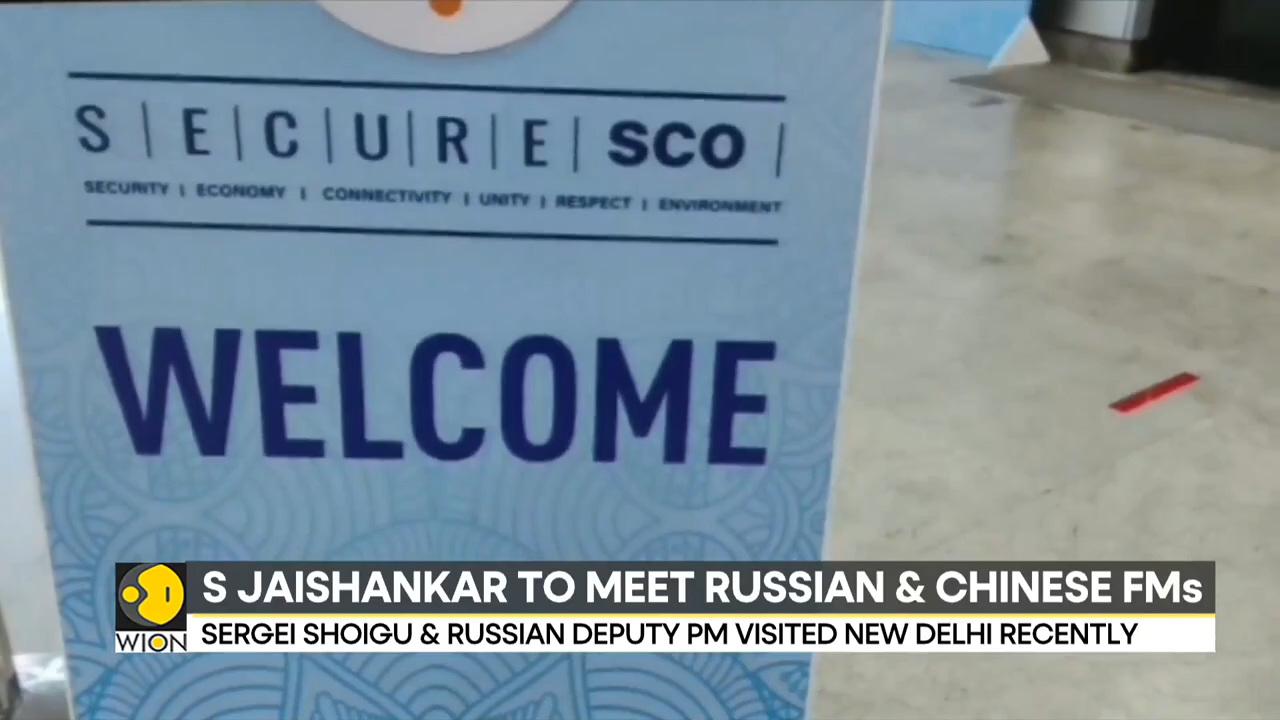 S | E | C | U | R | E | SCO |
SECURITY | ECONOMY | CONNECTIVITY | UNITY | RESPECT | ENVIRONMENT
WELCOME
S JAISHANKAR TO MEET RUSSIAN & CHINESE FMs
SERGEI SHOIGU & RUSSIAN DEPUTY PM VISITED NEW DELHI RECENTLY
WION